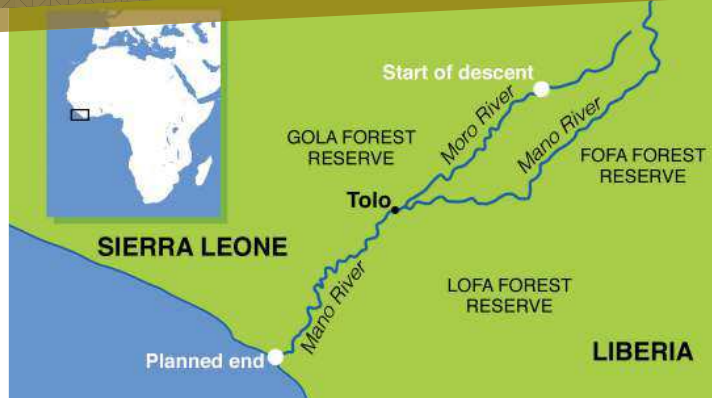 Start of descent
Moro River
Mano River
GOLA FOREST
RESERVE
FOFA FOREST
RESERVE
Tolo
SIERRA LEONE
Mano River
LOFA FOREST
RESERVE
LIBERIA
Planned end